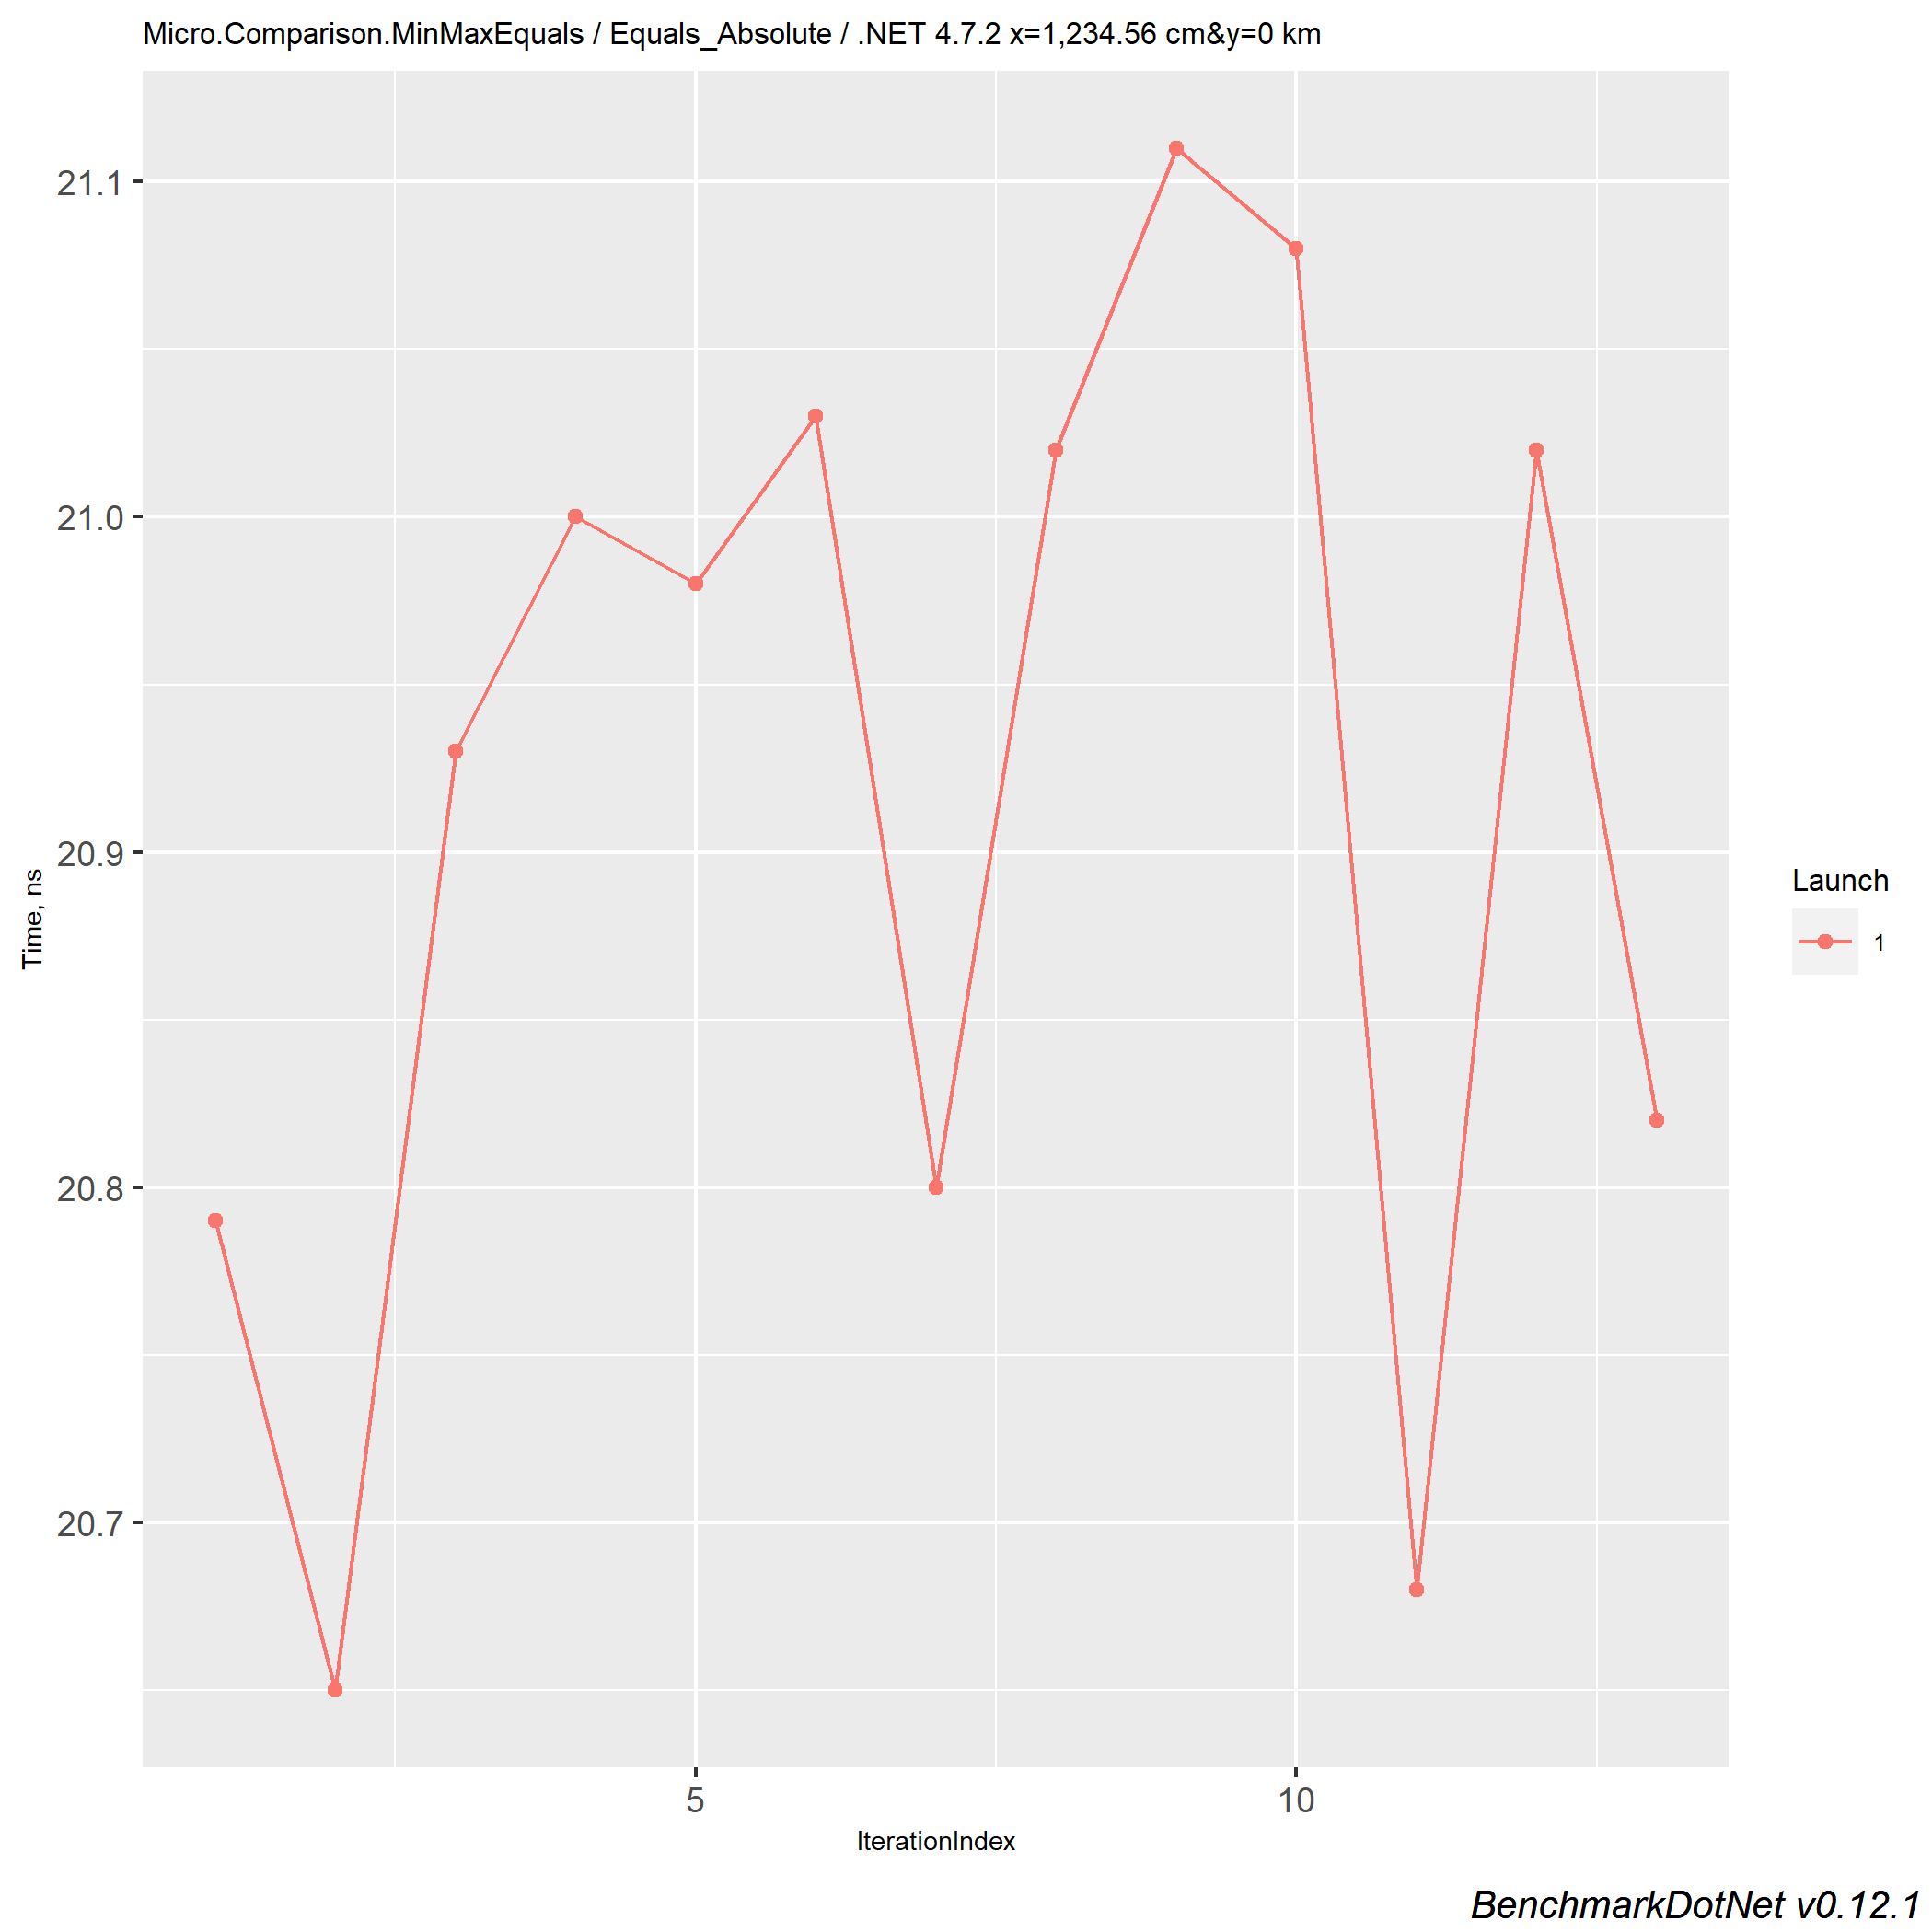 Micro.Comparison.MinMaxEquals / Equals_Absolute / .NET 4.7.2 x=1,234.56 cm&y=0 km
21.1
21.0
20.9
20.8
20.7
Time, ns
5
10
IterationIndex
Launch
1
BenchmarkDotNet v0.12.1